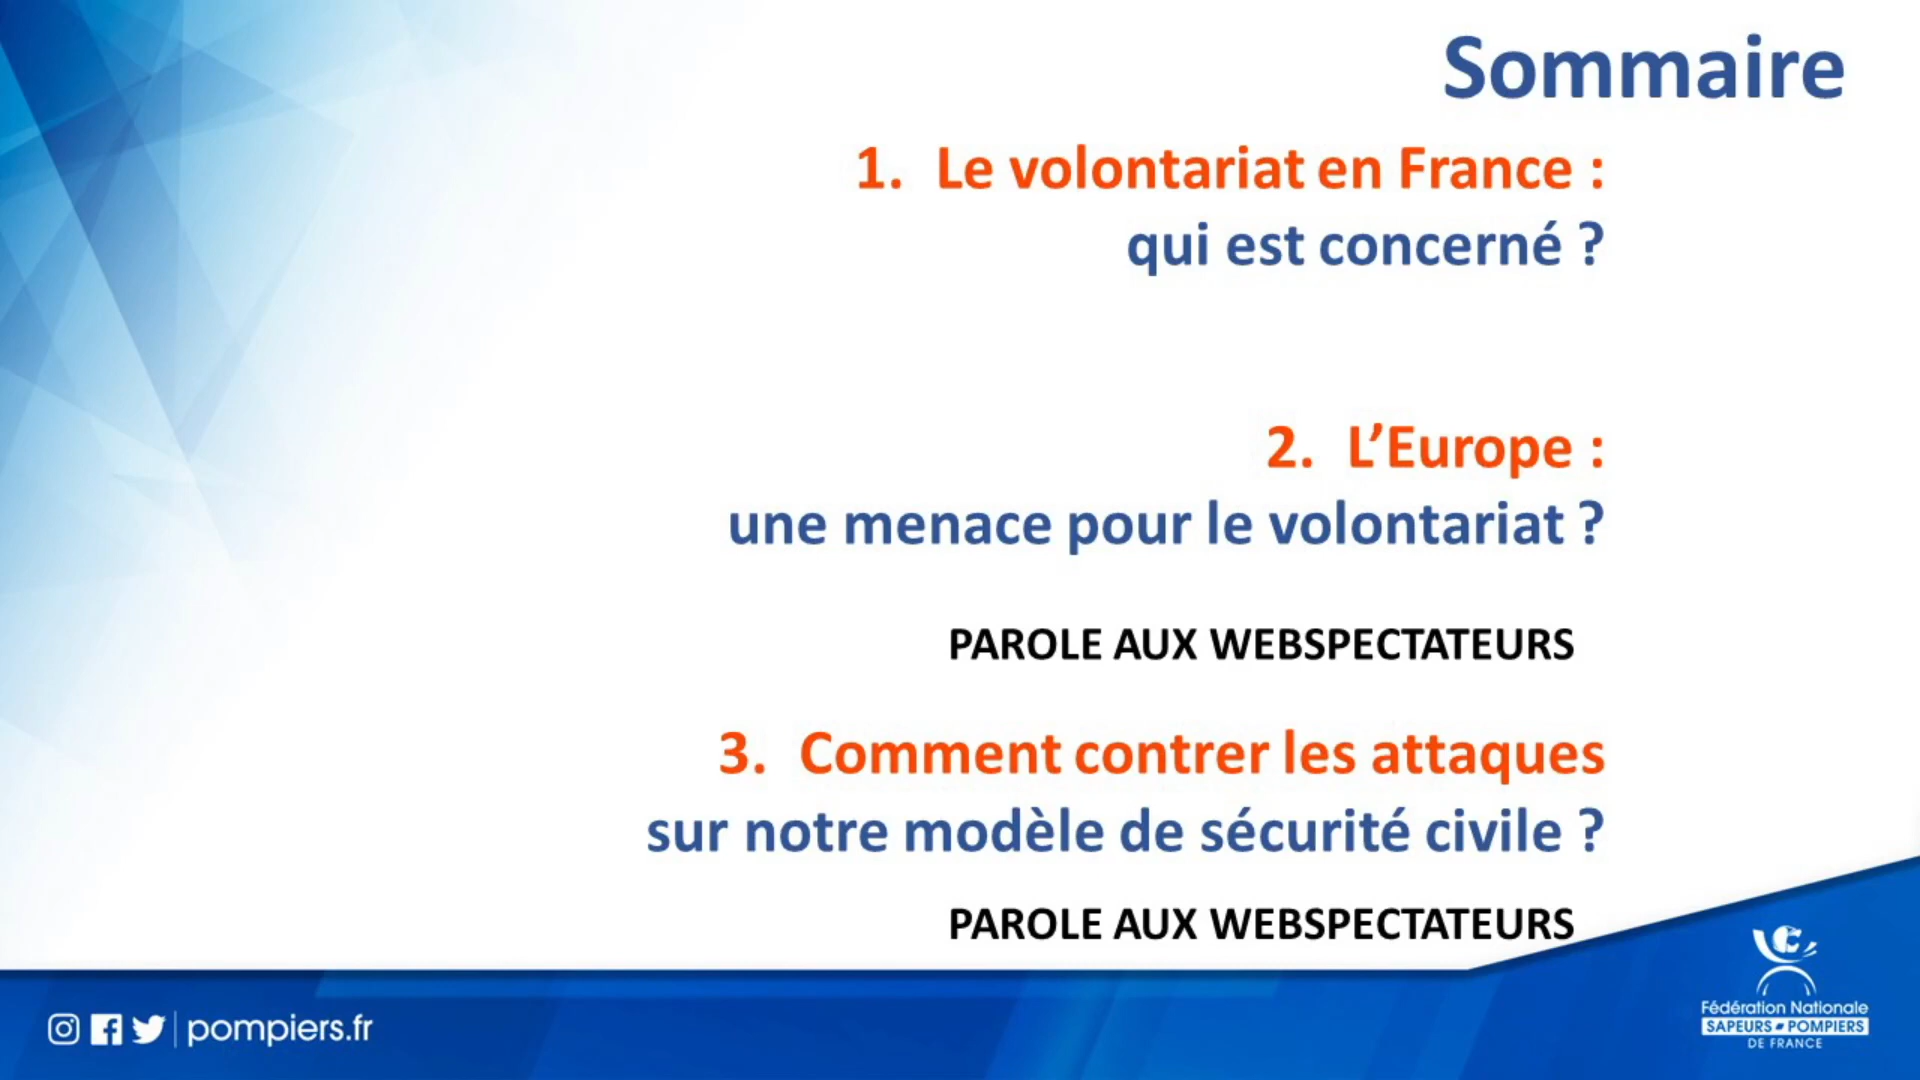 Sommaire
1. Le volontariat en France :
qui est concerné ?
2. L’Europe :
une menace pour le volontariat ?
PAROLE AUX WEBSPECTATEURS
3. Comment contrer les attaques
sur notre modèle de sécurité civile ?
PAROLE AUX WEBSPECTATEURS
pompiers.fr
Fédération Nationale
SAPEURS-POMPIERS
DE FRANCE